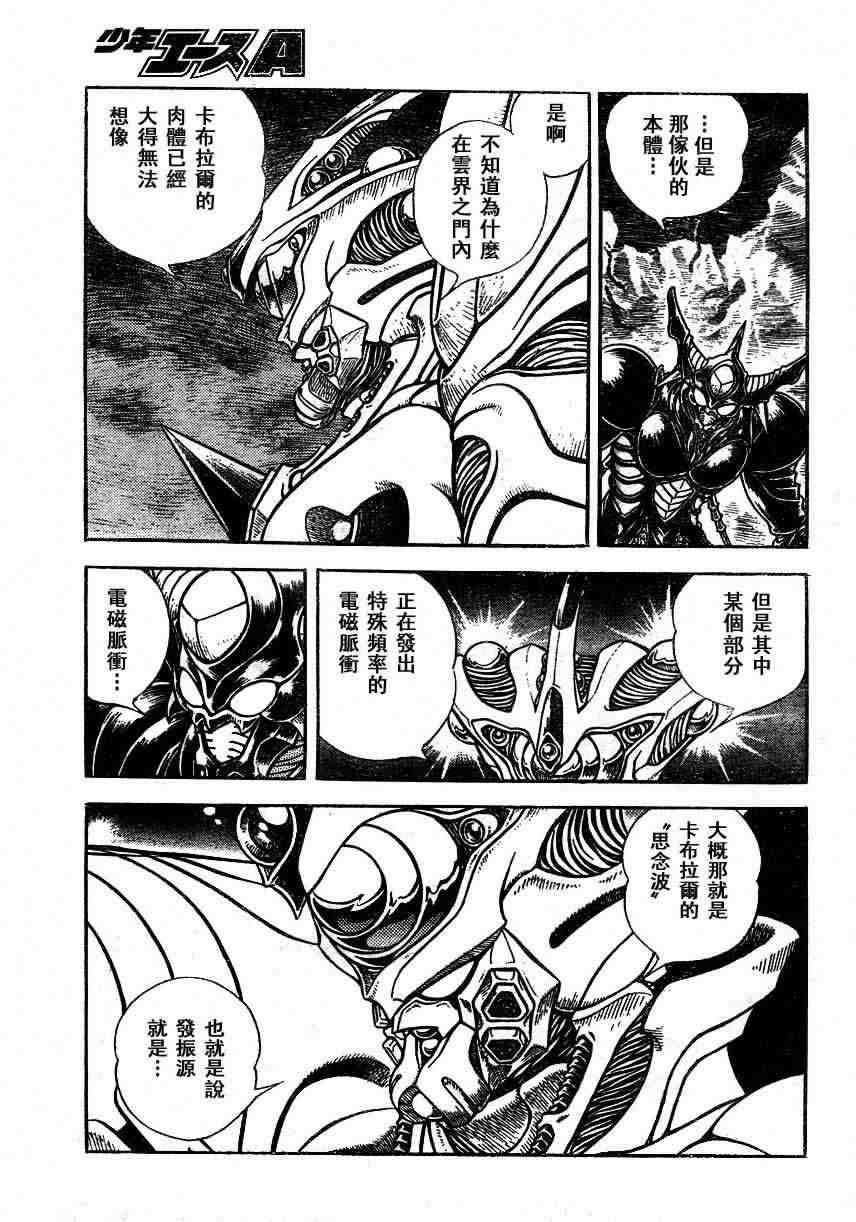 少年エースA
…但是
那傢伙的
本體…
是啊
不知道為什麼
在雲界之門內
卡布拉爾的
肉體已經
大得無法
想像
但是其中
某個部分
正在發出
特殊頻率的
電磁脈衝
電磁脈衝…
大概那就是
卡布拉爾的
〝思念波〞
也就是說
發振源
就是…